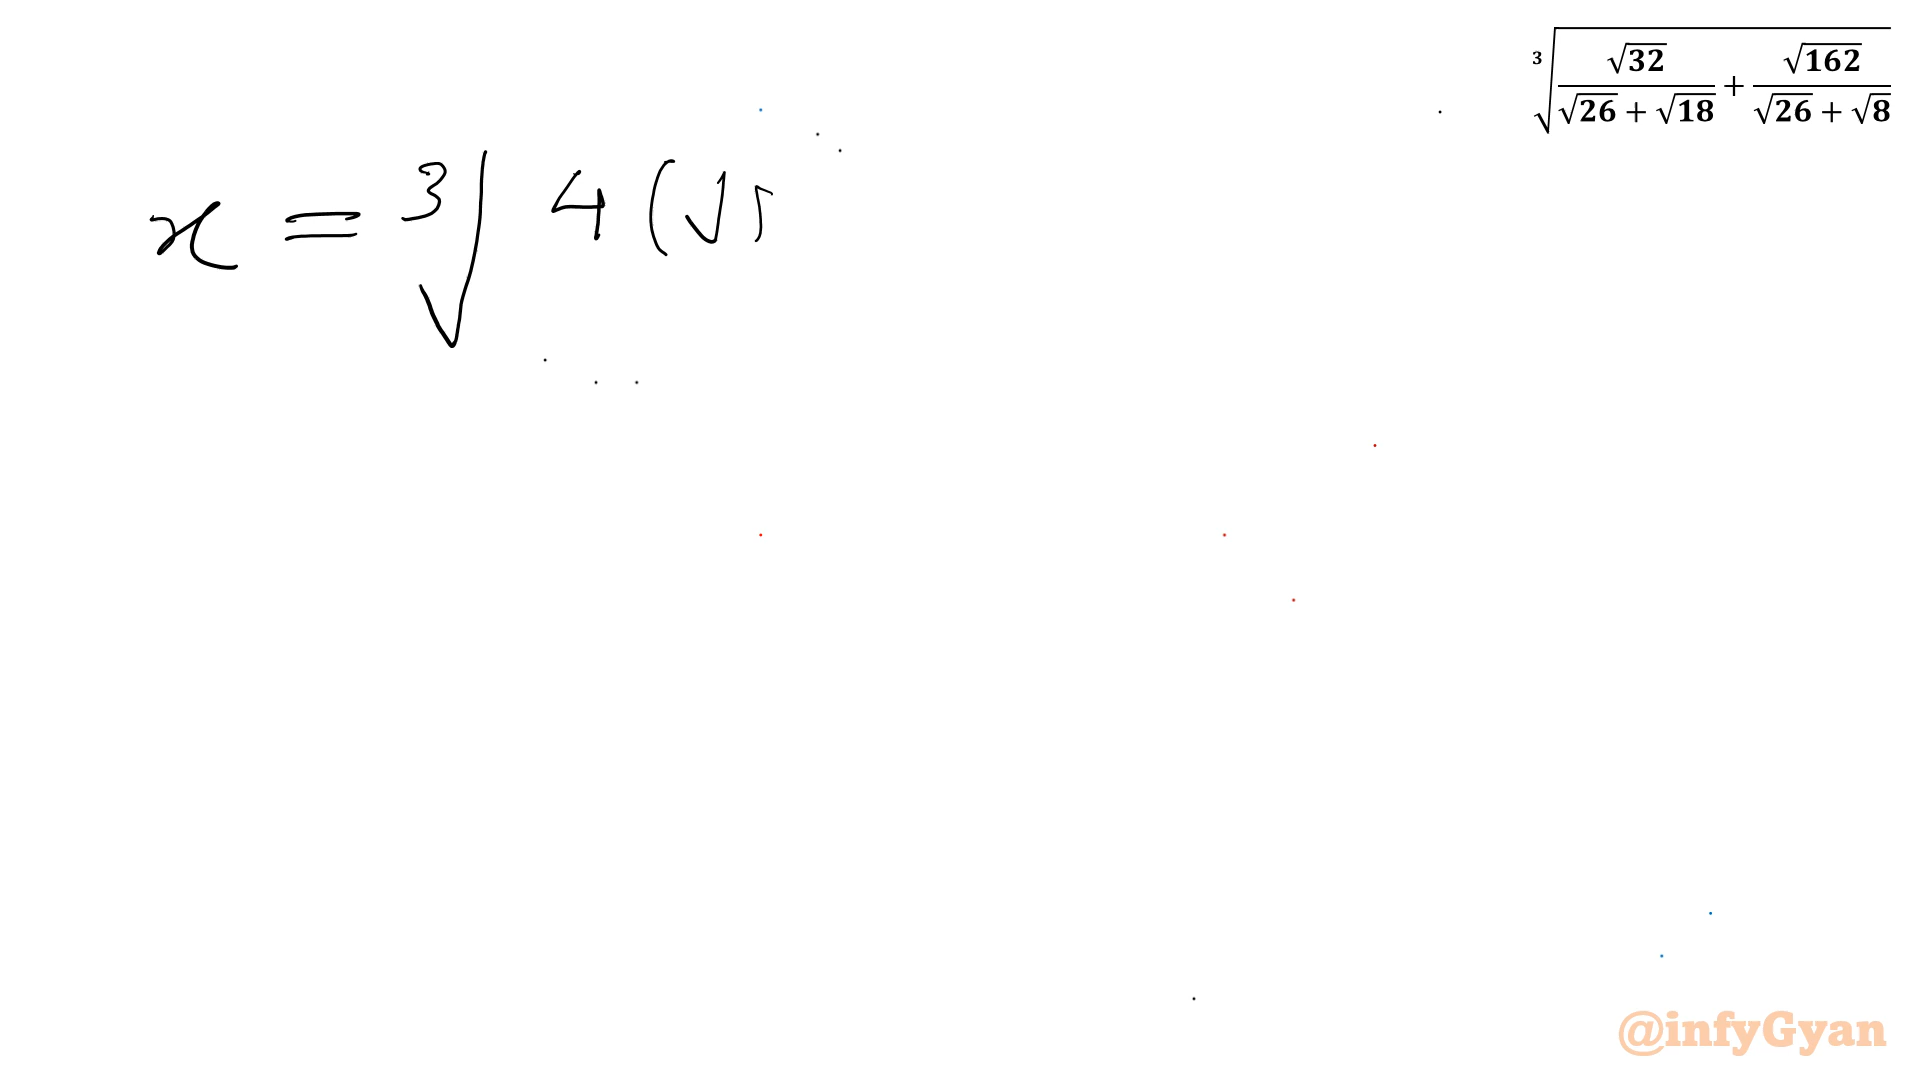 ∛(√32/(√26 + √18) + √162/(√26 + √8))
x = ∛ 4 (√
@infyGyan